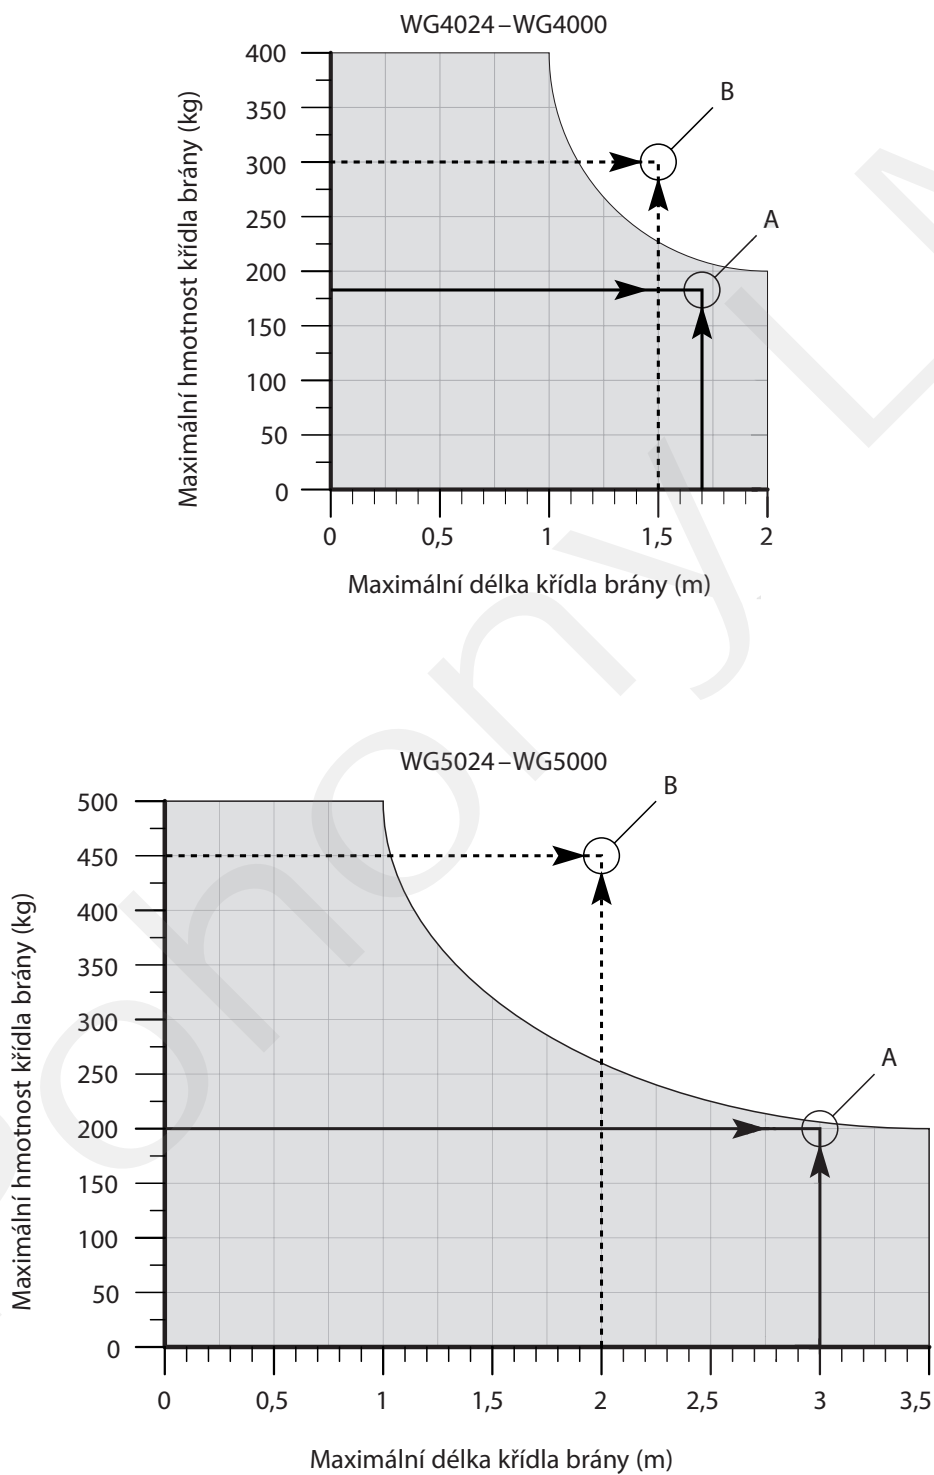 WG4024–WG4000
400
350
300
250
200
150
100
50
0
Maximální hmotnost křídla brány (kg)
B
A
0 0,5 1 1,5 2
Maximální délka křídla brány (m)
WG5024–WG5000
500
450
400
350
300
250
200
150
100
50
0
Maximální hmotnost křídla brány (kg)
B
A
0 0,5 1 1,5 2 2,5 3 3,5
Maximální délka křídla brány (m)